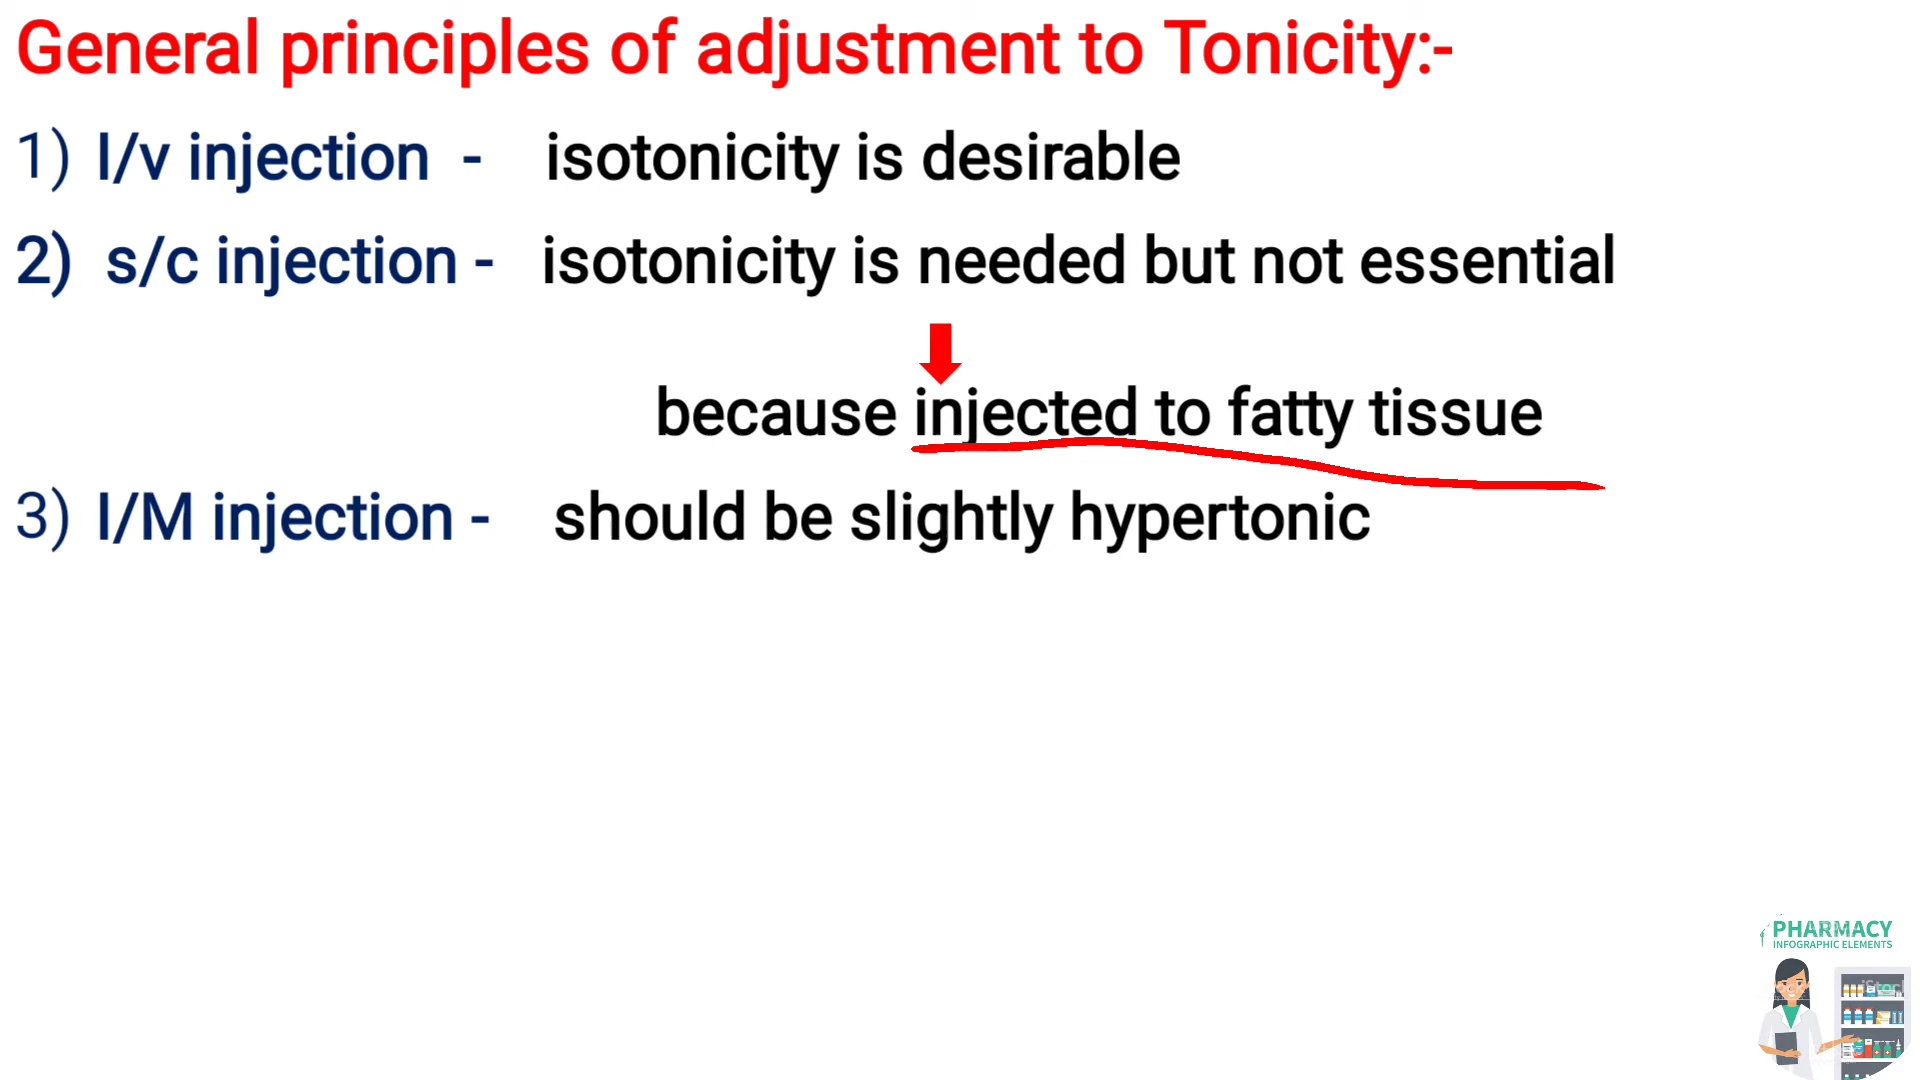 General principles of adjustment to Tonicity:-
1) I/v injection - isotonicity is desirable
2) s/c injection - isotonicity is needed but not essential
because injected to fatty tissue
3) I/M injection - should be slightly hypertonic
PHARMACY
INFOGRAPHIC ELEMENTS